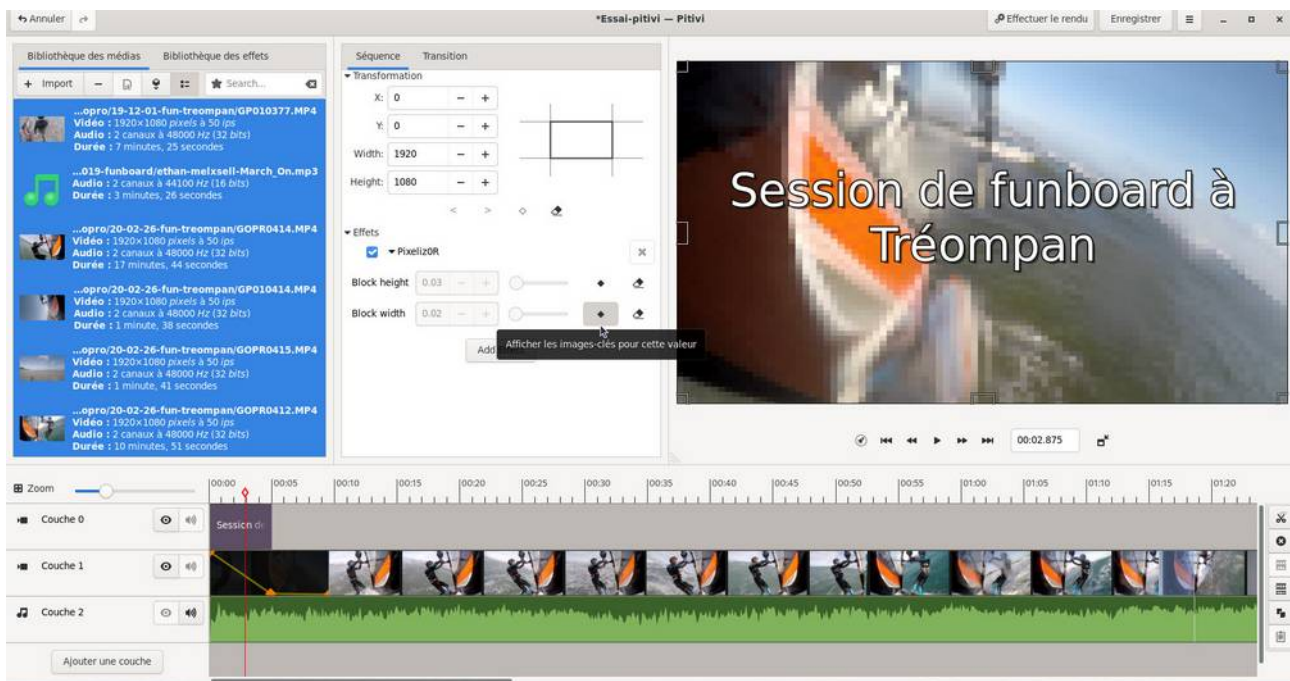 Annuler
*Essai-pitivi — Pitivi
Effectuer le rendu
Enregistrer
Bibliothèque des médias
Bibliothèque des effets
+ Import
Search...
...opro/19-12-01-fun-treompan/GP010377.MP4
Vidéo : 1920×1080 pixels à 50 ips
Audio : 2 canaux à 48000 Hz (32 bits)
Durée : 7 minutes, 25 secondes
...019-funboard/ethan-melxsell-March_On.mp3
Audio : 2 canaux à 44100 Hz (16 bits)
Durée : 3 minutes, 26 secondes
...opro/20-02-26-fun-treompan/GOPR0414.MP4
Vidéo : 1920×1080 pixels à 50 ips
Audio : 2 canaux à 48000 Hz (32 bits)
Durée : 17 minutes, 44 secondes
...opro/20-02-26-fun-treompan/GP010414.MP4
Vidéo : 1920×1080 pixels à 50 ips
Audio : 2 canaux à 48000 Hz (32 bits)
Durée : 1 minute, 38 secondes
...opro/20-02-26-fun-treompan/GOPR0415.MP4
Vidéo : 1920×1080 pixels à 50 ips
Audio : 2 canaux à 48000 Hz (32 bits)
Durée : 1 minute, 41 secondes
...opro/20-02-26-fun-treompan/GOPR0412.MP4
Vidéo : 1920×1080 pixels à 50 ips
Audio : 2 canaux à 48000 Hz (32 bits)
Durée : 10 minutes, 51 secondes
Séquence
Transition
Transformation
X: 0
Y: 0
Width: 1920
Height: 1080
Effets
Pixeliz0R
Block height 0.03
Block width 0.02
Add
Afficher les images-clés pour cette valeur
Session de funboard à
Tréompan
00:02.875
Zoom
00:00 00:05 00:10 00:15 00:20 00:25 00:30 00:35 00:40 00:45 00:50 00:55 01:00 01:05 01:10 01:15 01:20
Couche 0
Session de
Couche 1
Couche 2
Ajouter une couche